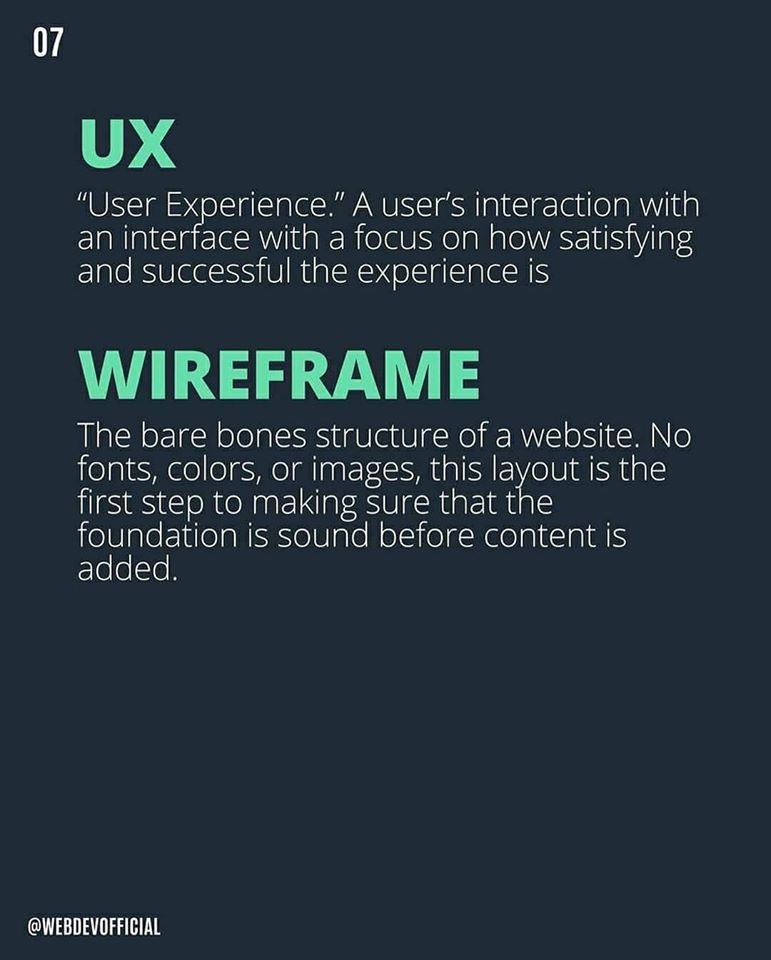 07
UX
“User Experience.” A user’s interaction with
an interface with a focus on how satisfying
and successful the experience is
WIREFRAME
The bare bones structure of a website. No
fonts, colors, or images, this layout is the
first step to making sure that the
foundation is sound before content is
added.
@WEBDEVOFFICIAL